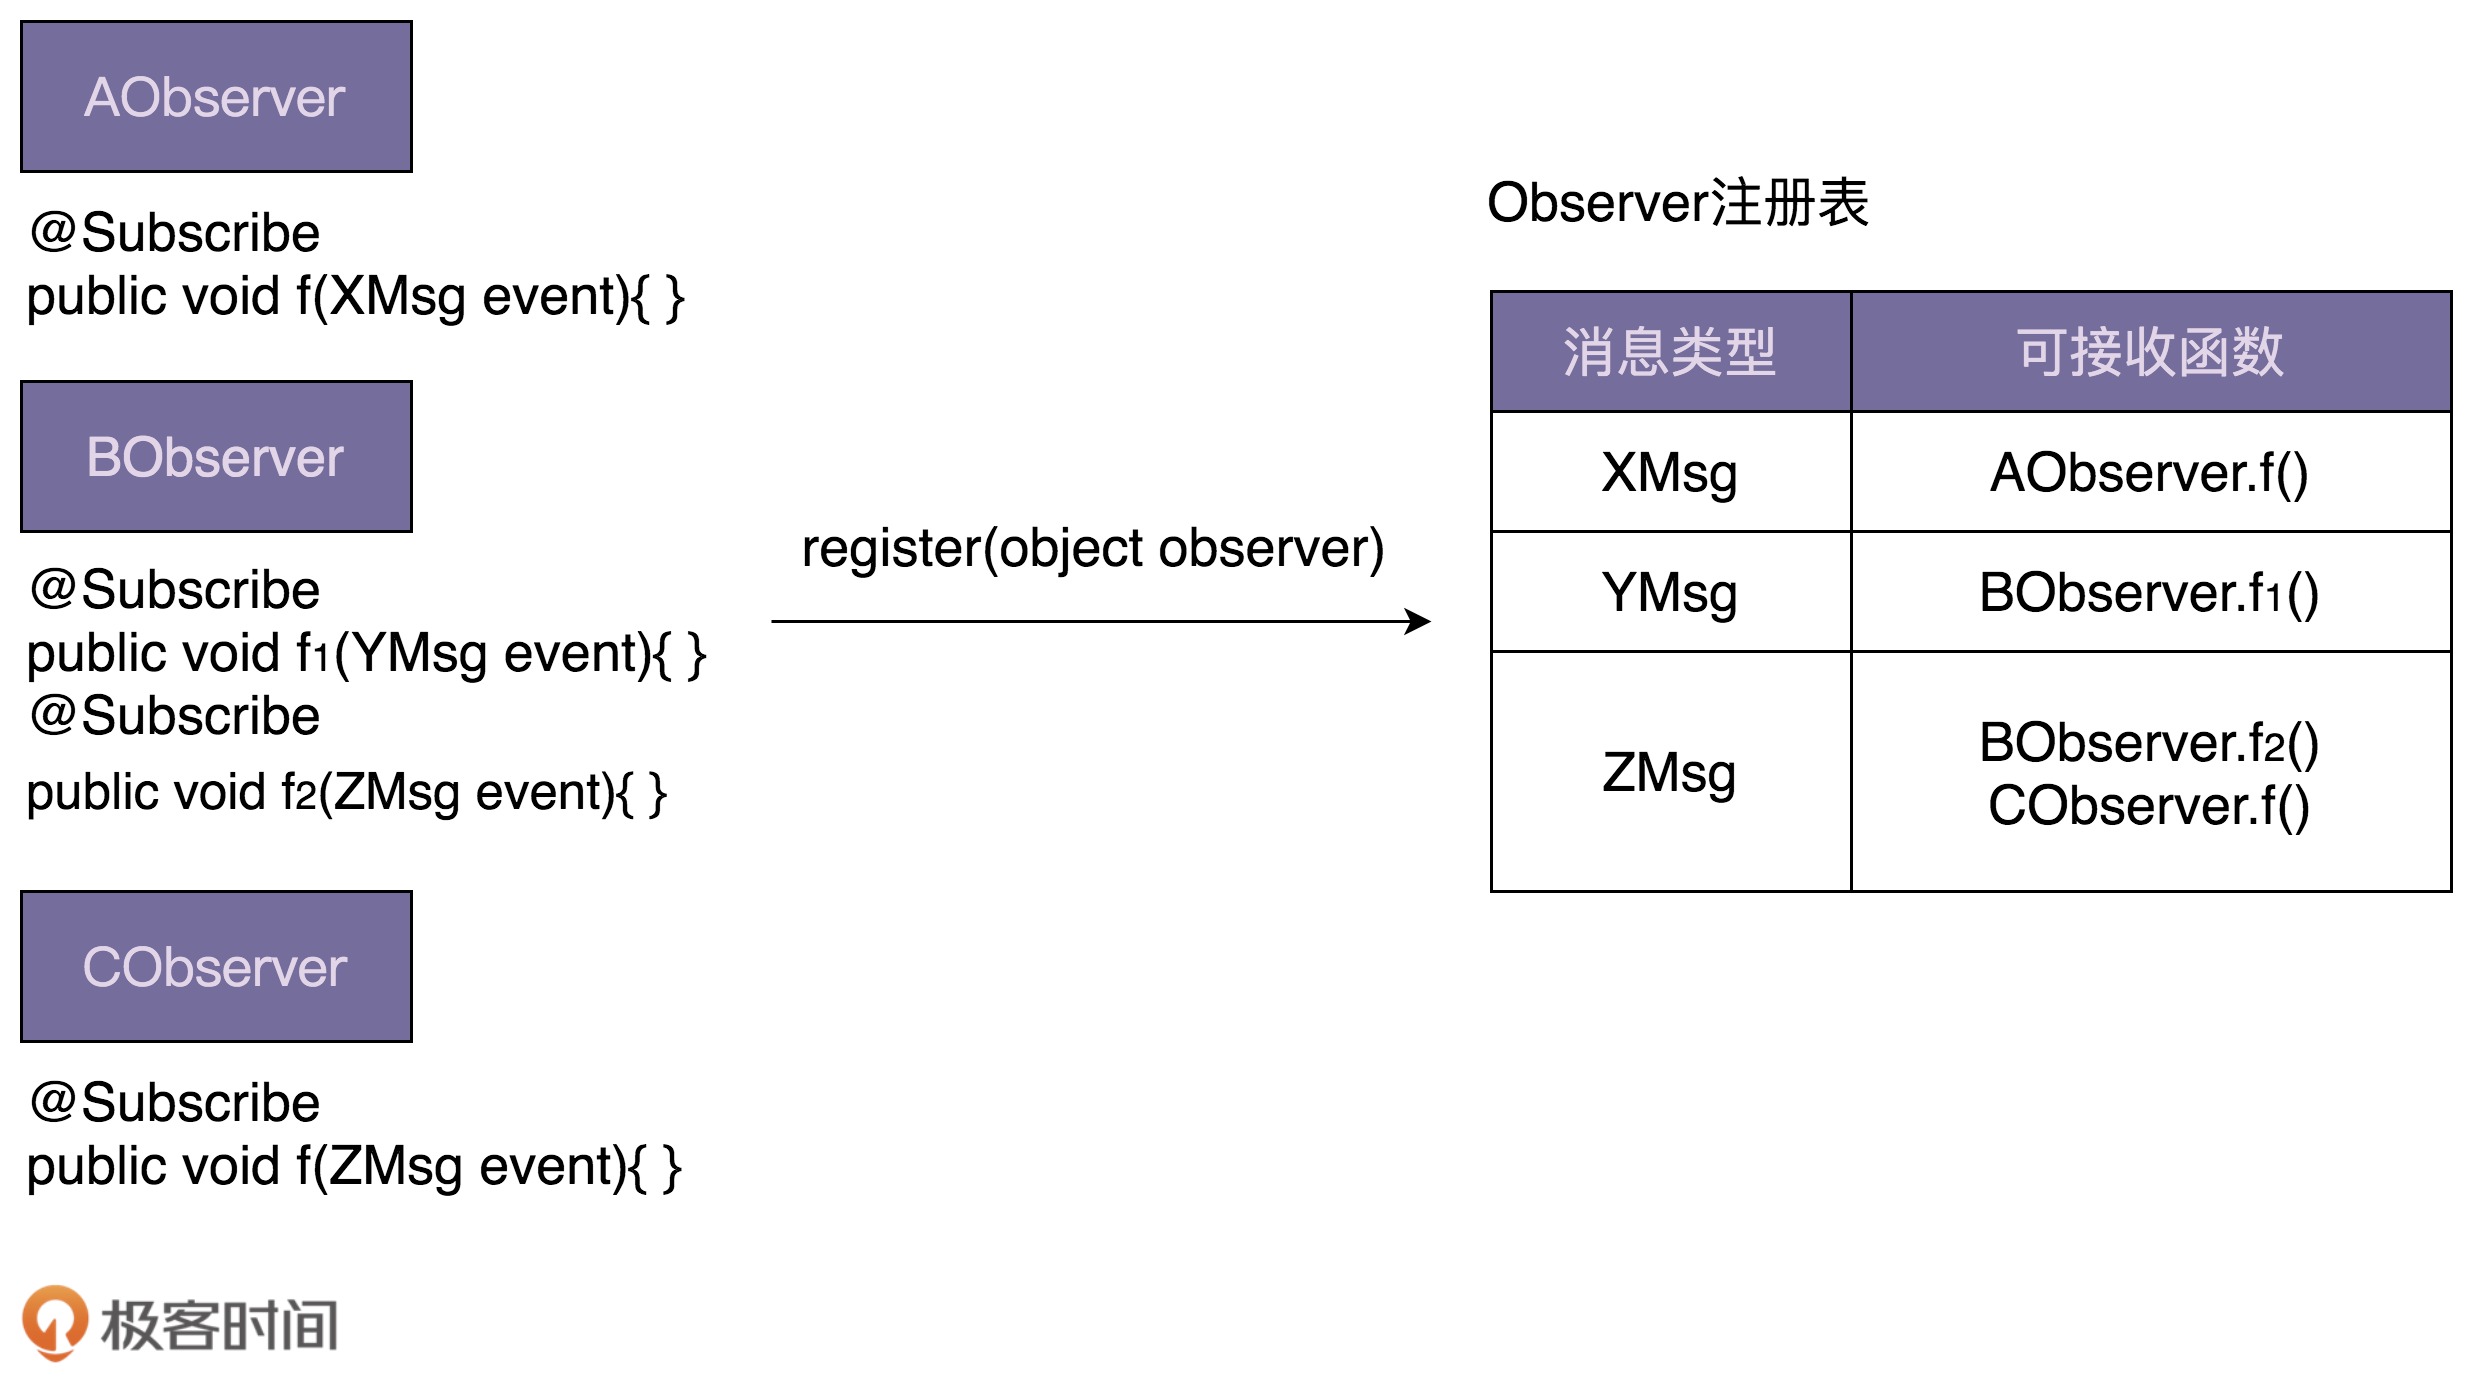 AObserver
@Subscribe
public void f(XMsg event){ }
BObserver
@Subscribe
public void f1(YMsg event){ }
@Subscribe
public void f2(ZMsg event){ }
CObserver
@Subscribe
public void f(ZMsg event){ }
register(object observer)
Observer注册表
消息类型 可接收函数
XMsg AObserver.f()
YMsg BObserver.f1()
ZMsg BObserver.f2()
CObserver.f()
极客时间